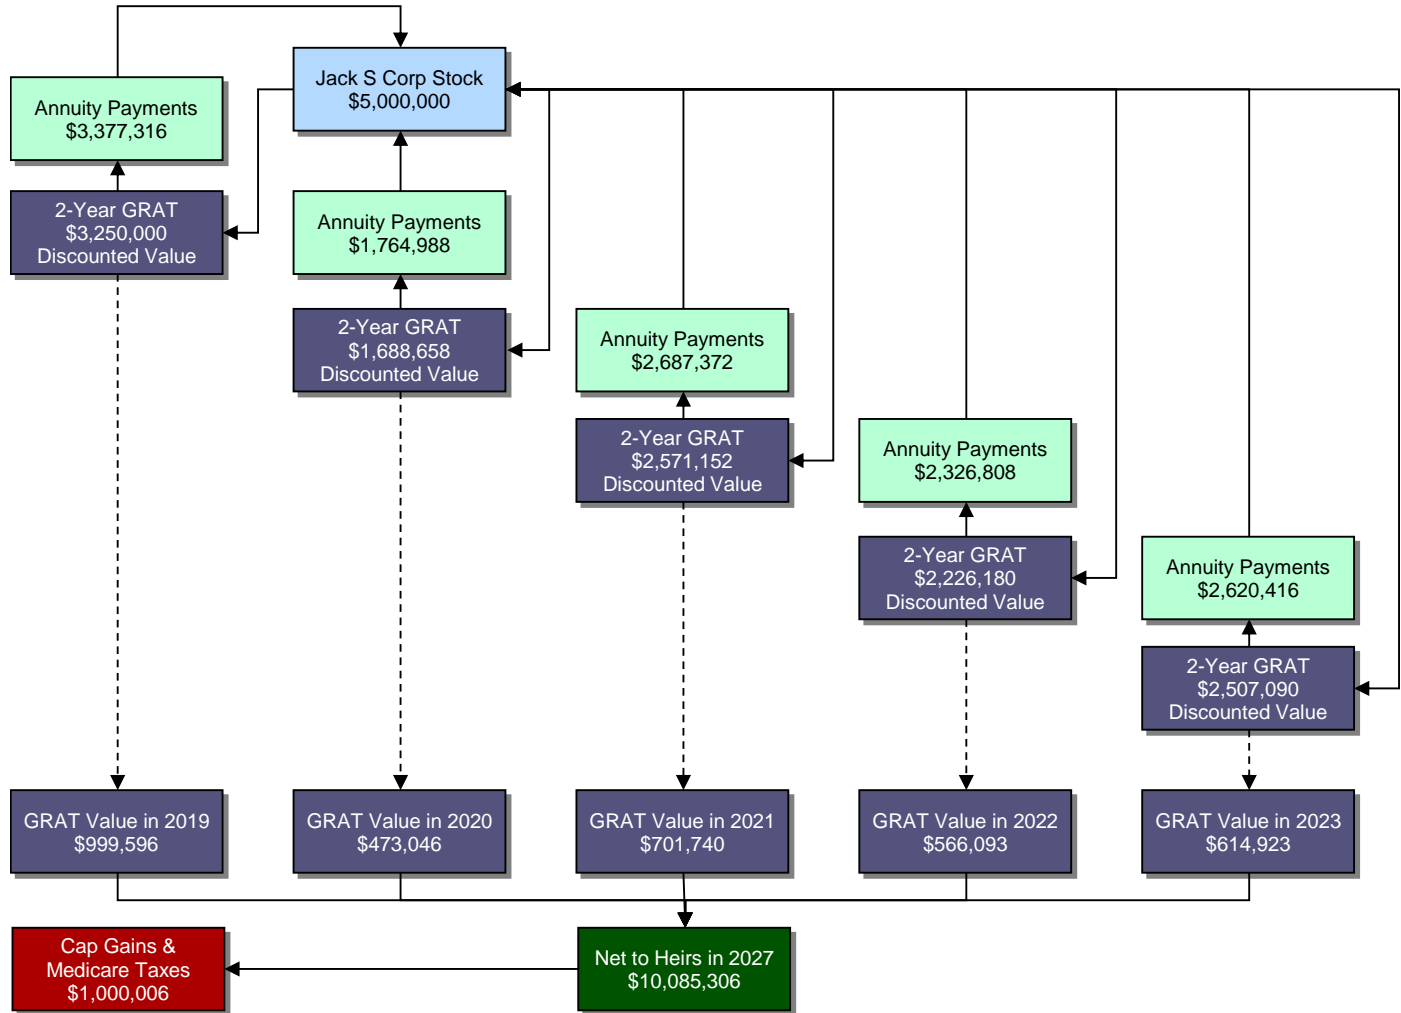 Jack S Corp Stock
$5,000,000
Annuity Payments
$3,377,316
2-Year GRAT
$3,250,000
Discounted Value
Annuity Payments
$1,764,988
2-Year GRAT
$1,688,658
Discounted Value
Annuity Payments
$2,687,372
2-Year GRAT
$2,571,152
Discounted Value
Annuity Payments
$2,326,808
2-Year GRAT
$2,226,180
Discounted Value
Annuity Payments
$2,620,416
2-Year GRAT
$2,507,090
Discounted Value
GRAT Value in 2019
$999,596
GRAT Value in 2020
$473,046
GRAT Value in 2021
$701,740
GRAT Value in 2022
$566,093
GRAT Value in 2023
$614,923
Cap Gains &
Medicare Taxes
$1,000,006
Net to Heirs in 2027
$10,085,306